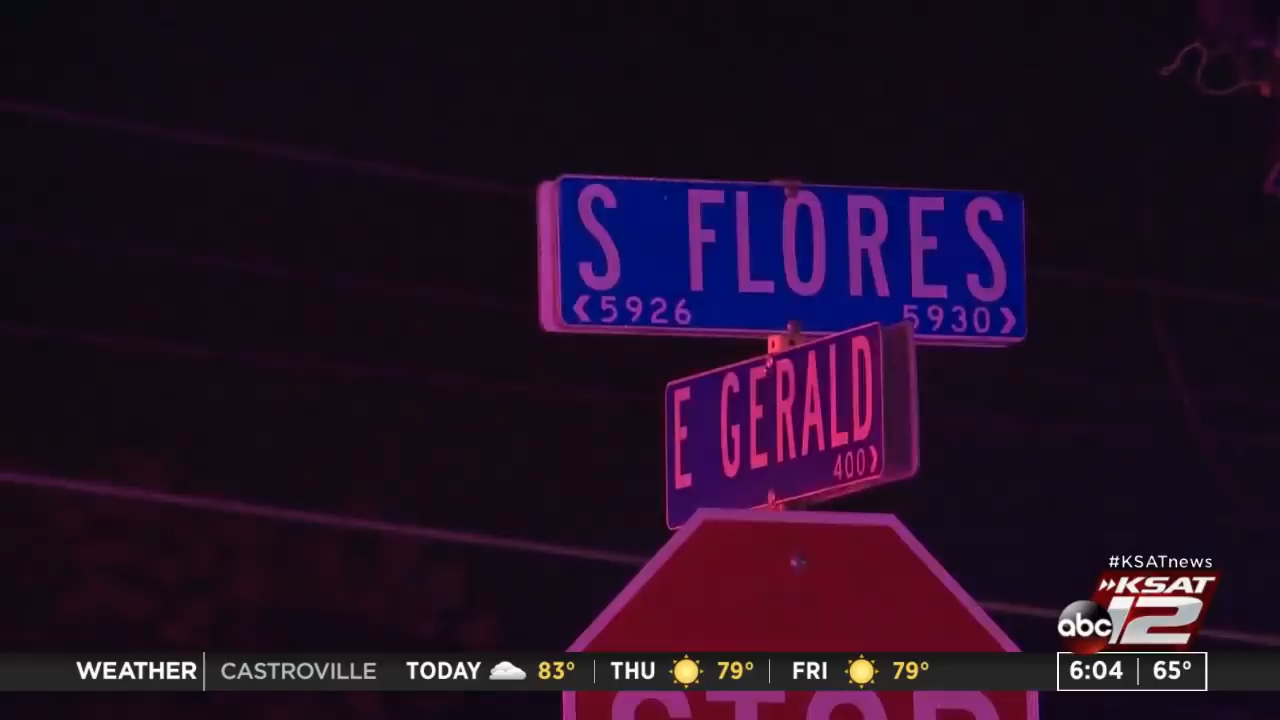 S FLORES
<5926 5930>
E GERALD
400>
#KSATnews
KSAT
abc 12
WEATHER CASTROVILLE TODAY 83° THU 79° FRI 79° 6:04 65°
STOP